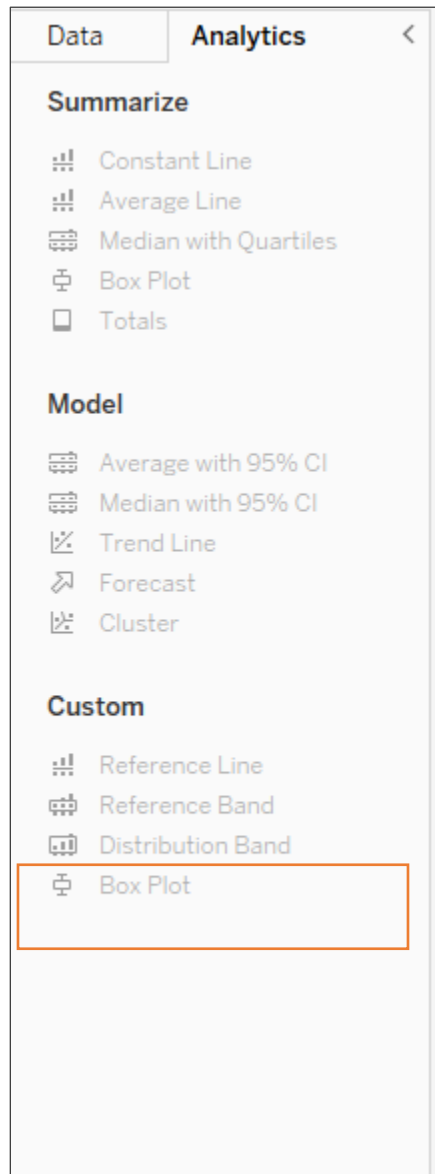 Data Analytics
Summarize
Constant Line
Average Line
Median with Quartiles
Box Plot
Totals
Model
Average with 95% CI
Median with 95% CI
Trend Line
Forecast
Cluster
Custom
Reference Line
Reference Band
Distribution Band
Box Plot